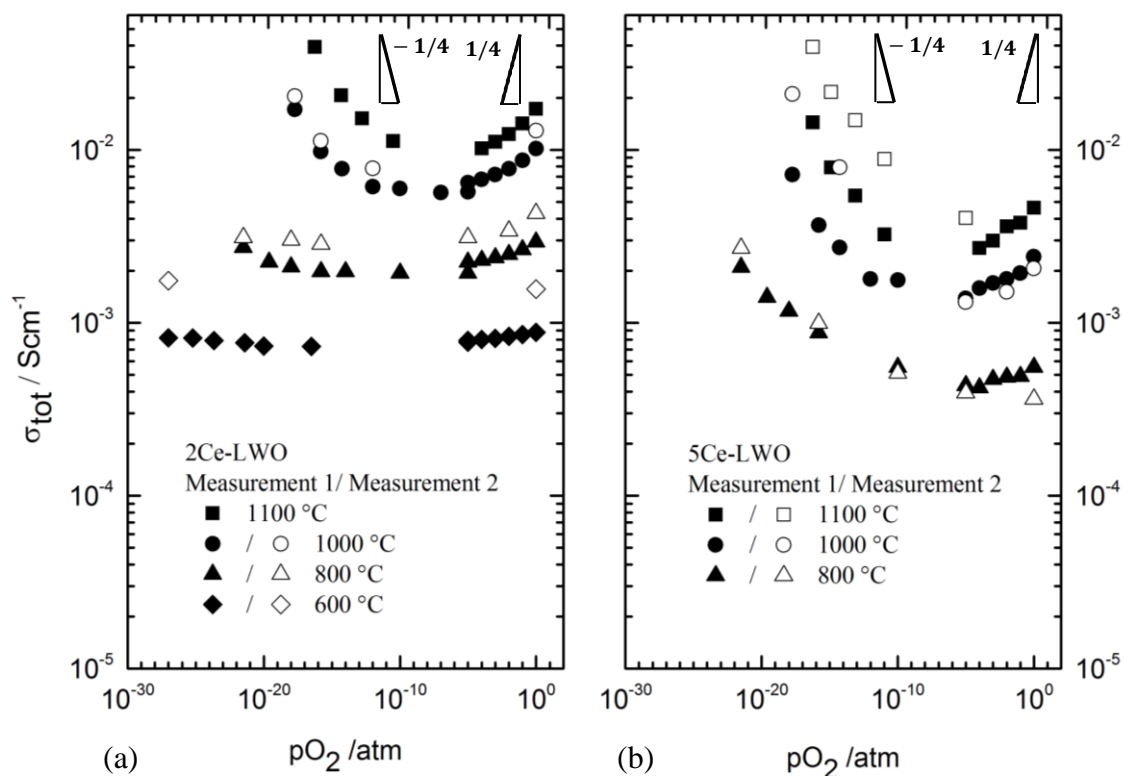 − 1/4 1/4
− 1/4 1/4
10⁻²
10⁻³
10⁻⁴
10⁻⁵
σtot / Scm⁻¹
2Ce-LWO
Measurement 1/ Measurement 2
1100 °C
/ 1000 °C
/ 800 °C
/ 600 °C
10⁻³⁰ 10⁻²⁰ 10⁻¹⁰ 10⁰
(a) pO₂ /atm
5Ce-LWO
Measurement 1/ Measurement 2
/ 1100 °C
/ 1000 °C
/ 800 °C
10⁻²
10⁻³
10⁻⁴
10⁻⁵
10⁻³⁰ 10⁻²⁰ 10⁻¹⁰ 10⁰
(b) pO₂ /atm